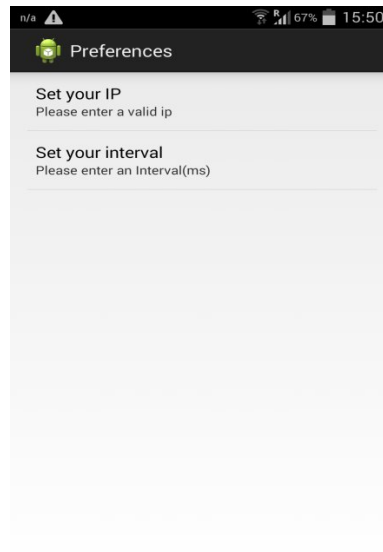 n/a R 67% 15:50
Preferences
Set your IP
Please enter a valid ip
Set your interval
Please enter an Interval(ms)